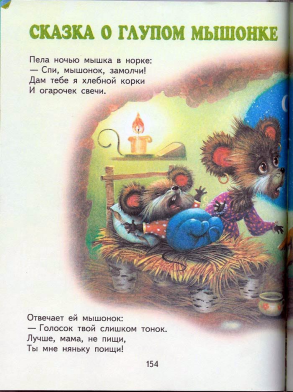 СКАЗКА О ГЛУПОМ МЫШОНКЕ
Пела ночью мышка в норке:
— Спи, мышонок, замолчи!
Дам тебе я хлебной корки
И огарочек свечи.
Отвечает ей мышонок:
— Голосок твой слишком тонок.
Лучше, мама, не пищи,
Ты мне няньку поищи!
154